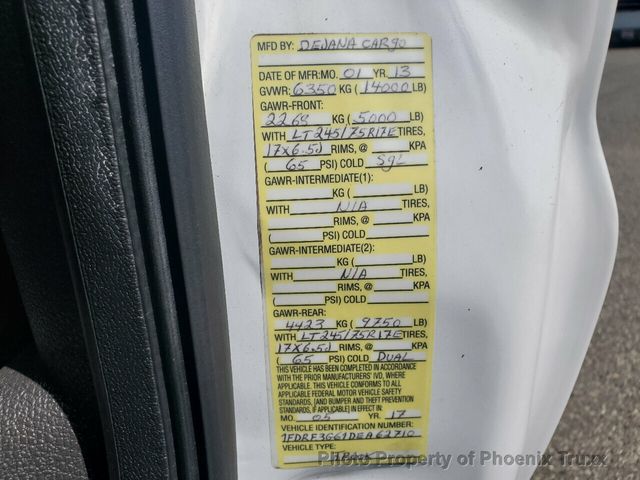 MFD BY: DEJANA CARGO
DATE OF MFR: MO. 01 YR. 13
GVWR: 6350 KG ( 14000 LB)
GAWR-FRONT:
2268 KG ( 5000 LB)
WITH LT245/75R17E TIRES,
17X6.5J RIMS, @ KPA
( 65 PSI) COLD SGL
GAWR-INTERMEDIATE(1):
KG ( LB)
WITH N/A TIRES,
RIMS, @ KPA
( PSI) COLD
GAWR-INTERMEDIATE(2):
KG ( LB)
WITH N/A TIRES,
RIMS, @ KPA
( PSI) COLD
GAWR-REAR:
4423 KG ( 9750 LB)
WITH LT245/75R17E TIRES,
17X6.5J RIMS, @ KPA
( 65 PSI) COLD DUAL
THIS VEHICLE HAS BEEN COMPLETED IN ACCORDANCE
WITH THE PRIOR MANUFACTURERS' IVD, WHERE
APPLICABLE. THIS VEHICLE CONFORMS TO ALL
APPLICABLE FEDERAL MOTOR VEHICLE SAFETY
STANDARDS, [AND BUMPER AND THEFT PREVENTION
STANDARDS, IF APPLICABLE] IN EFFECT IN:
MO. 05 YR. 17
VEHICLE IDENTIFICATION NUMBER:
1FDRF3G61DEA62710
VEHICLE TYPE:
TRUCK
Photo Property of Phoenix Truxx